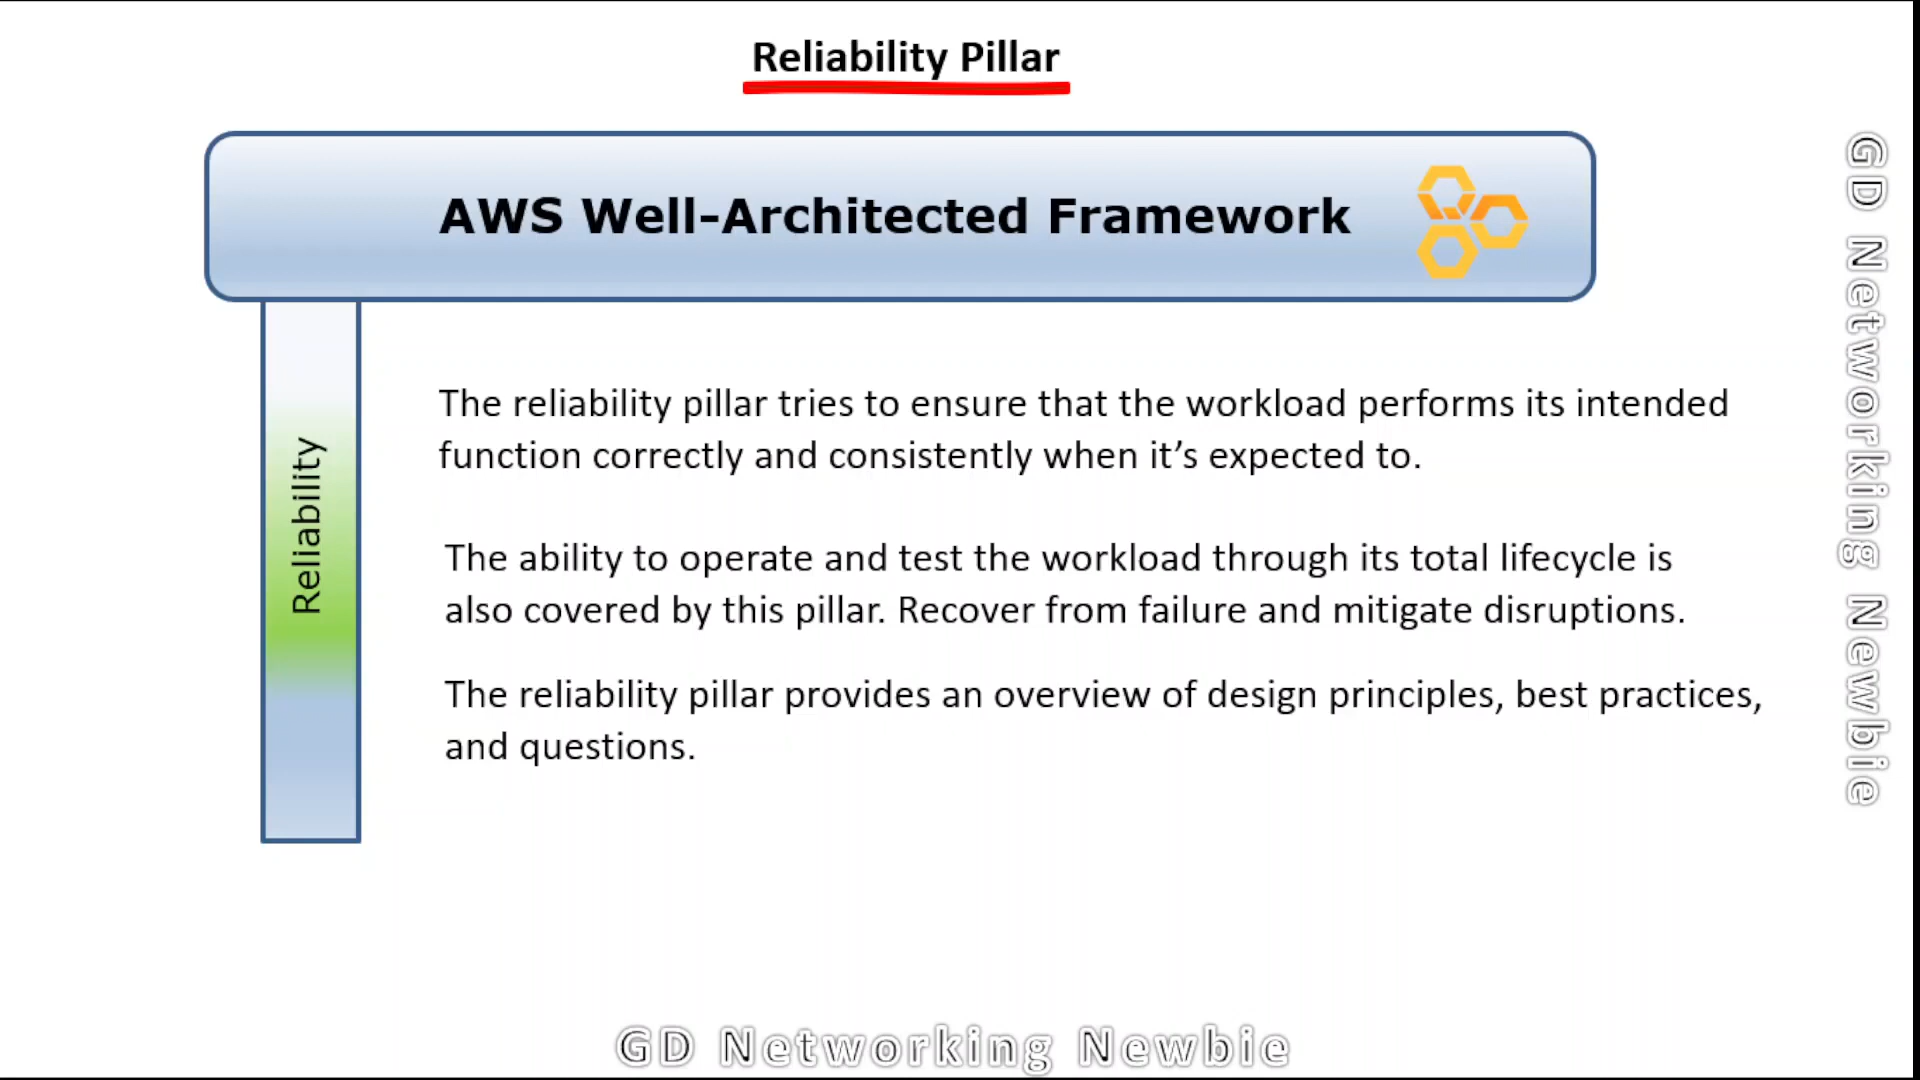 Reliability Pillar
AWS Well-Architected Framework
Reliability
The reliability pillar tries to ensure that the workload performs its intended
function correctly and consistently when it’s expected to.
The ability to operate and test the workload through its total lifecycle is
also covered by this pillar. Recover from failure and mitigate disruptions.
The reliability pillar provides an overview of design principles, best practices,
and questions.
GD Networking Newbie
GD Networking Newbie